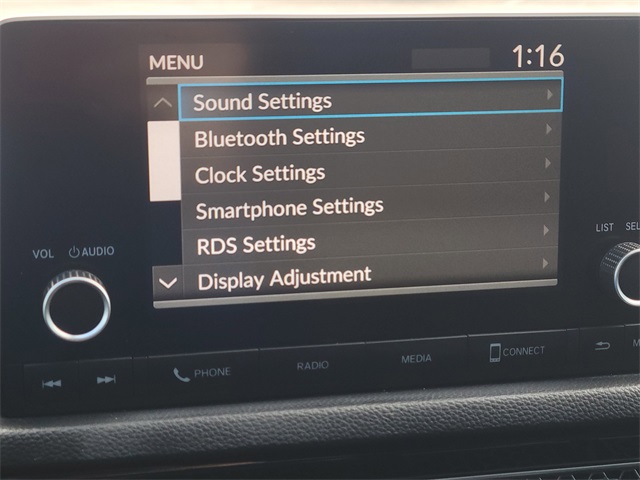 MENU 1:16
Sound Settings
Bluetooth Settings
Clock Settings
Smartphone Settings
RDS Settings
Display Adjustment
VOL AUDIO
LIST SEL
PHONE RADIO MEDIA CONNECT M